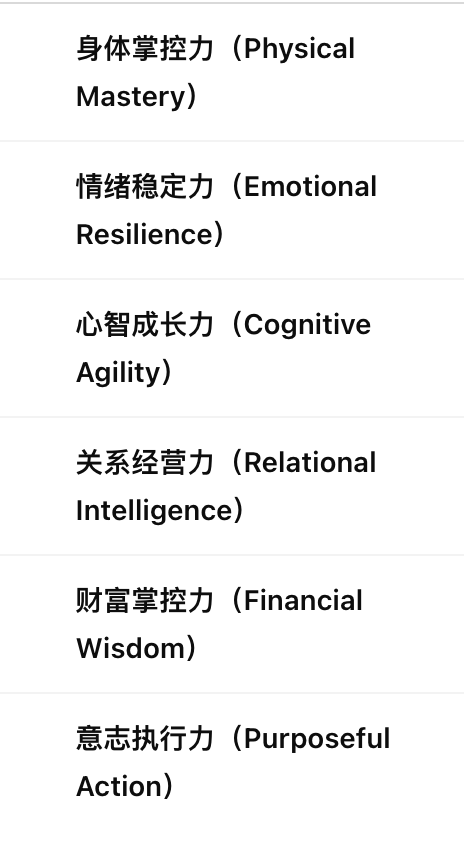 身体掌控力（Physical
Mastery）
情绪稳定力（Emotional
Resilience）
心智成长力（Cognitive
Agility）
关系经营力（Relational
Intelligence）
财富掌控力（Financial
Wisdom）
意志执行力（Purposeful
Action）